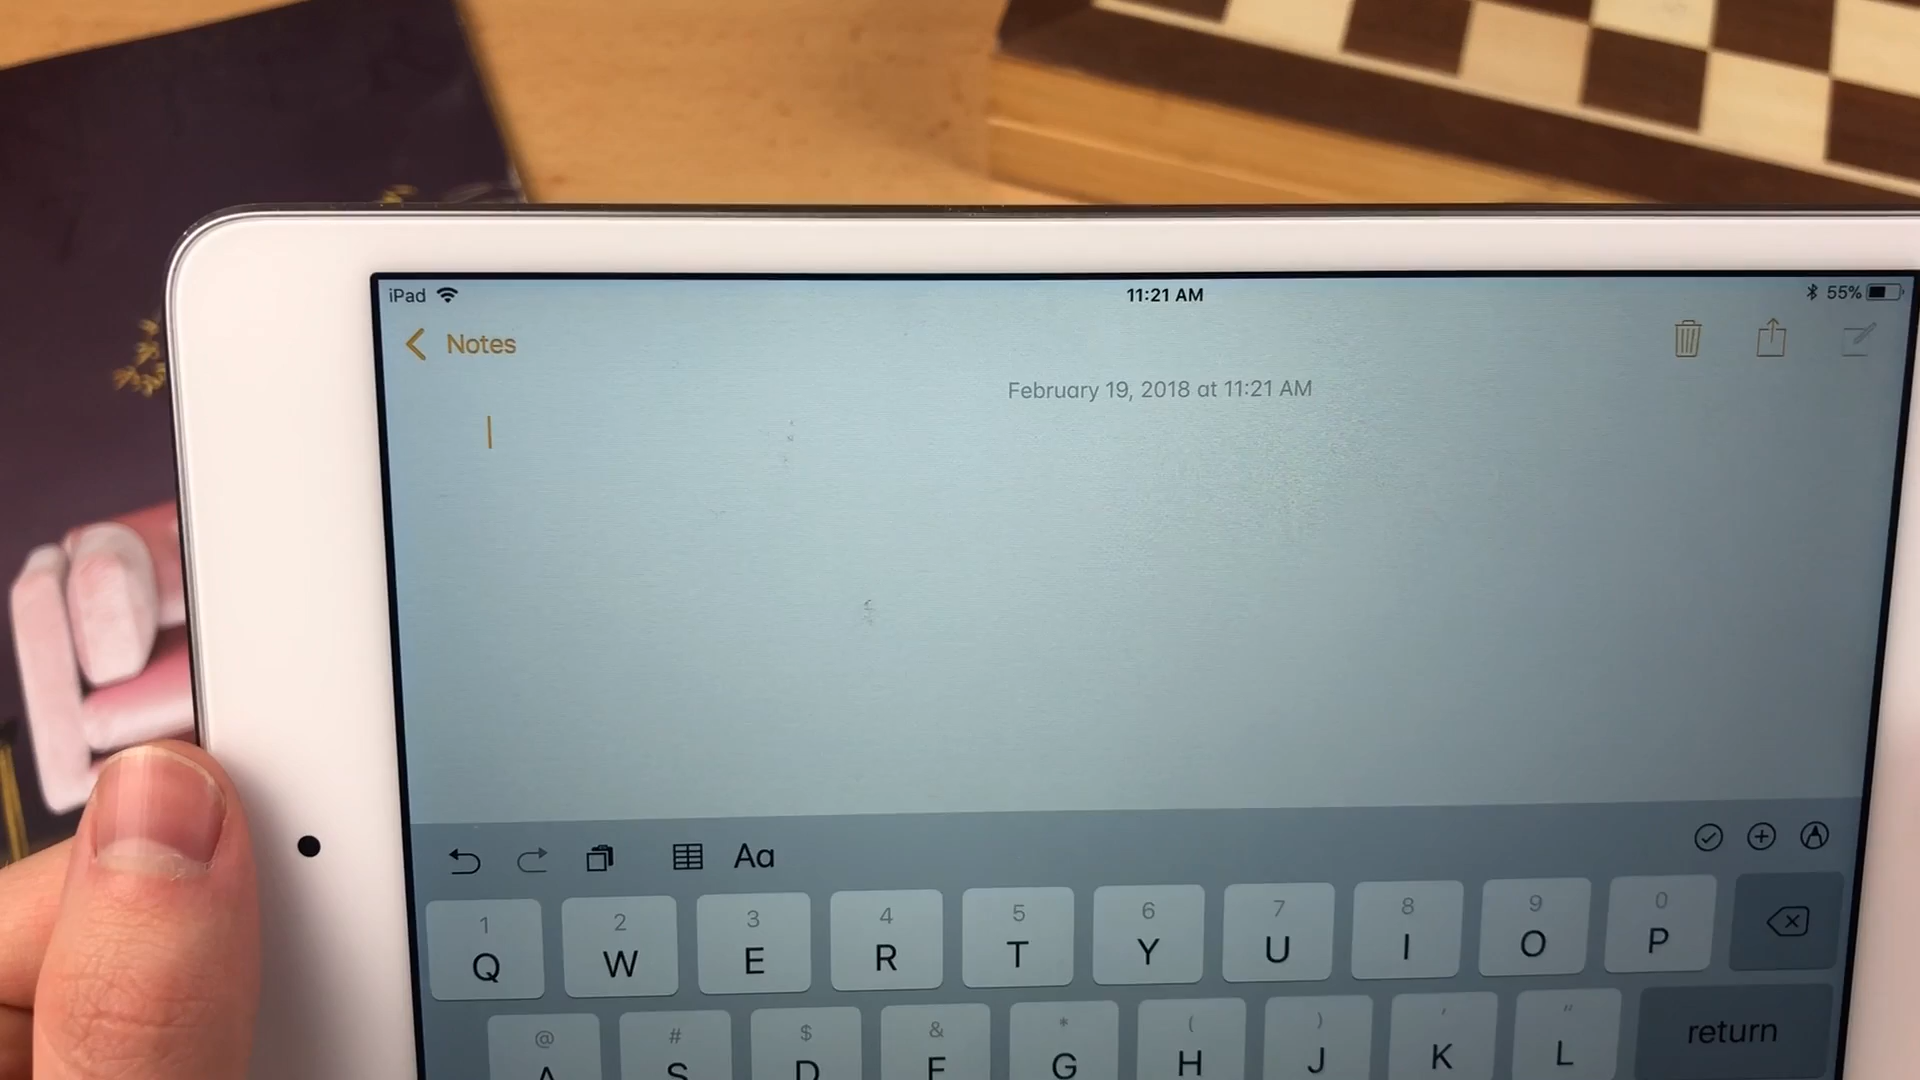 iPad 11:21 AM 55%
Notes
February 19, 2018 at 11:21 AM
Aa
1 2 3 4 5 6 7 8 9 0
Q W E R T Y U I O P
@ # $ & * ( ) ' "
A S D F G H J K L return